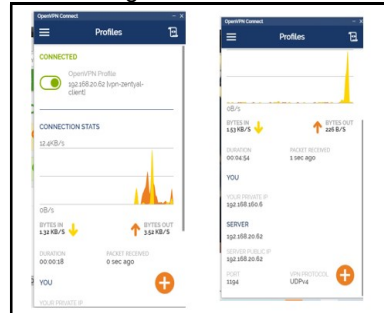 OpenVPN Connect
Profiles
CONNECTED
OpenVPN Profile
192.168.20.62 [vpn-zentyal-client]
CONNECTION STATS
12.4KB/s
0B/s
BYTES IN
1.32 KB/S
BYTES OUT
3.52 KB/S
DURATION
00:00:18
PACKET RECEIVED
0 sec ago
YOU
YOUR PRIVATE IP
OpenVPN Connect
Profiles
0B/s
BYTES IN
1.53 KB/S
BYTES OUT
226 B/S
DURATION
00:04:54
PACKET RECEIVED
1 sec ago
YOU
YOUR PRIVATE IP
192.168.160.6
SERVER
192.168.20.62
SERVER PUBLIC IP
192.168.20.62
PORT
1194
VPN PROTOCOL
UDPv4